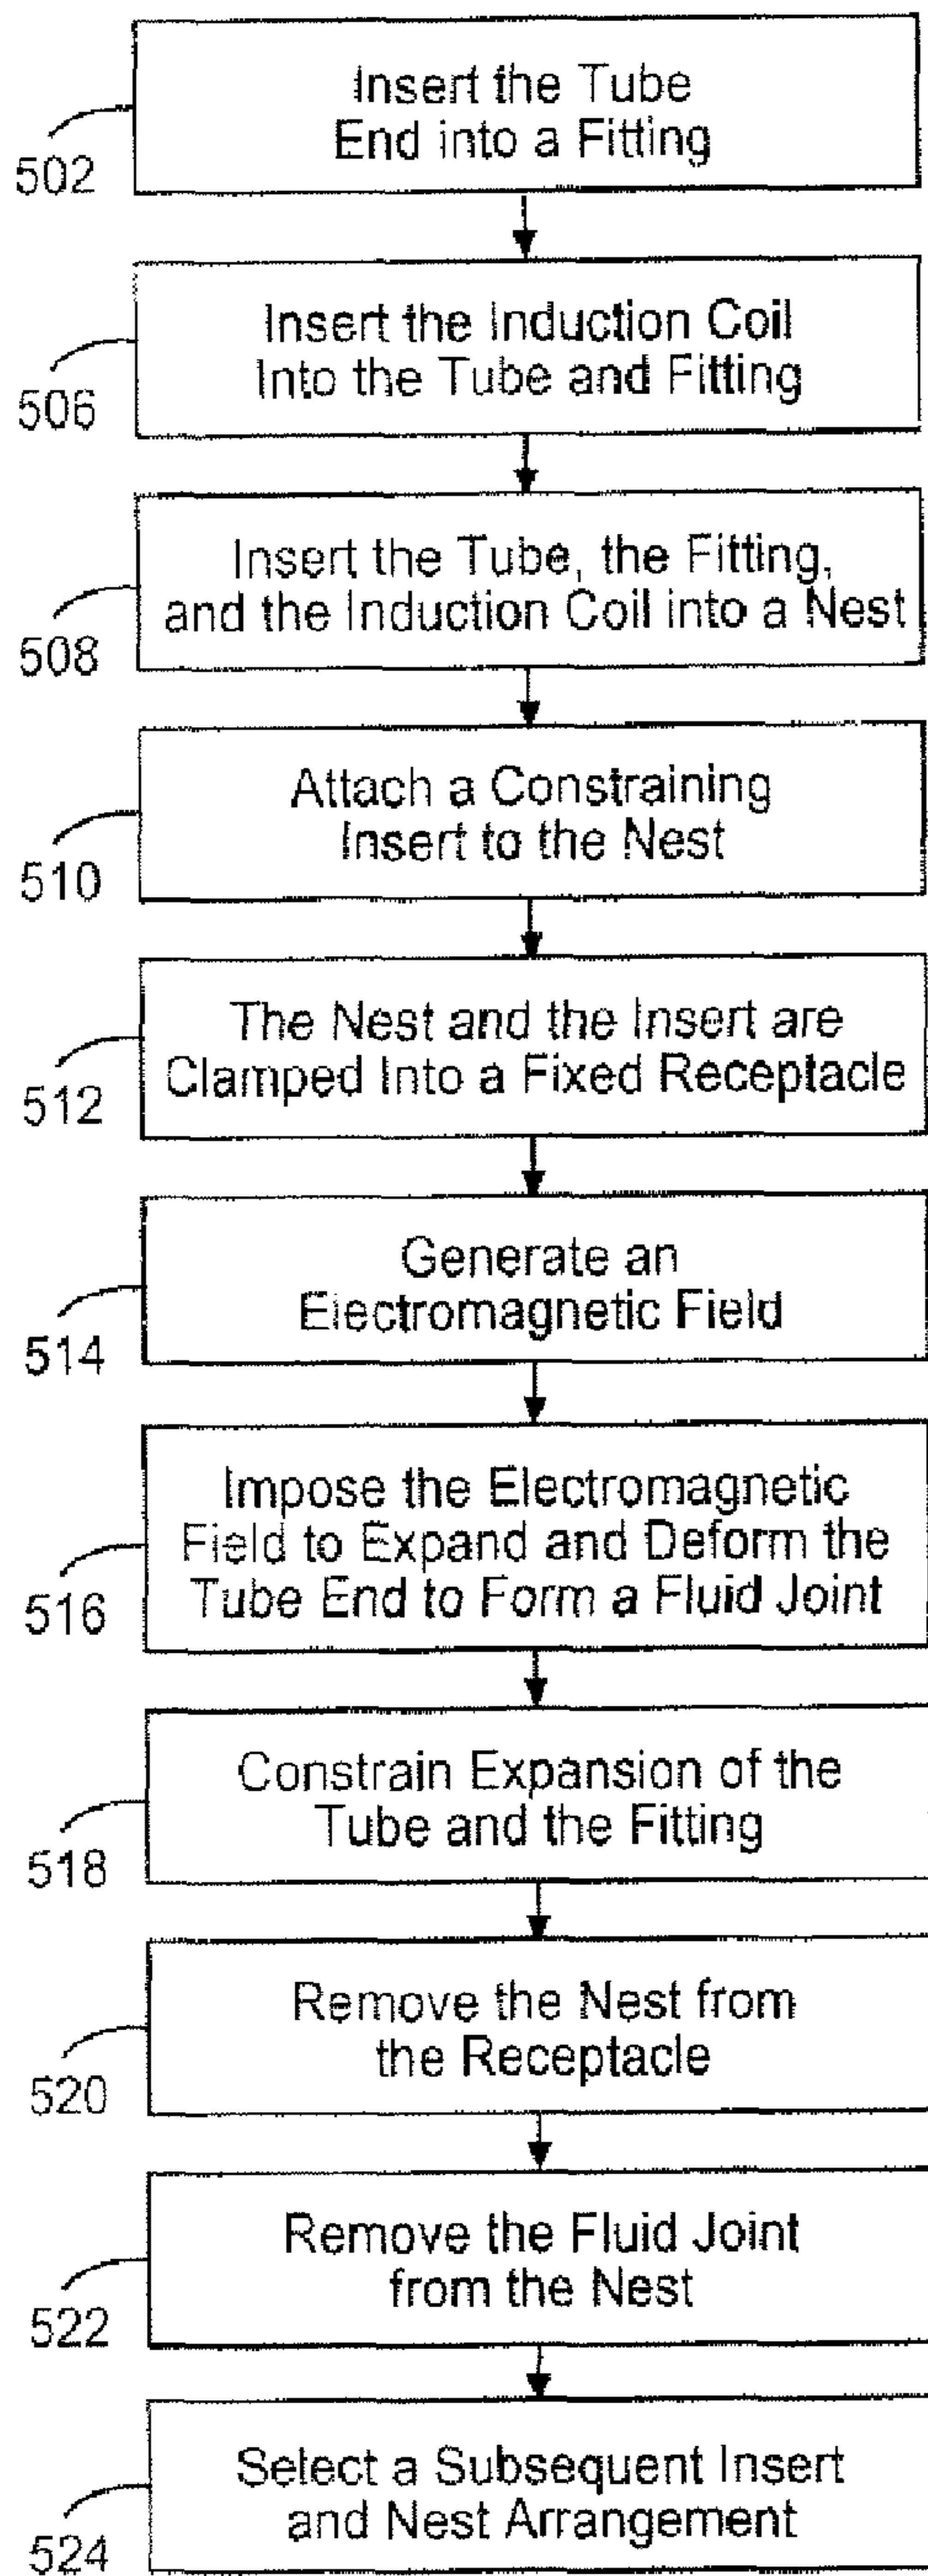 Insert the Tube
End into a Fitting
502
Insert the Induction Coil
Into the Tube and Fitting
506
Insert the Tube, the Fitting,
and the Induction Coil into a Nest
508
Attach a Constraining
Insert to the Nest
510
The Nest and the Insert are
Clamped Into a Fixed Receptacle
512
Generate an
Electromagnetic Field
514
Impose the Electromagnetic
Field to Expand and Deform the
Tube End to Form a Fluid Joint
516
Constrain Expansion of the
Tube and the Fitting
518
Remove the Nest from
the Receptacle
520
Remove the Fluid Joint
from the Nest
522
Select a Subsequent Insert
and Nest Arrangement
524